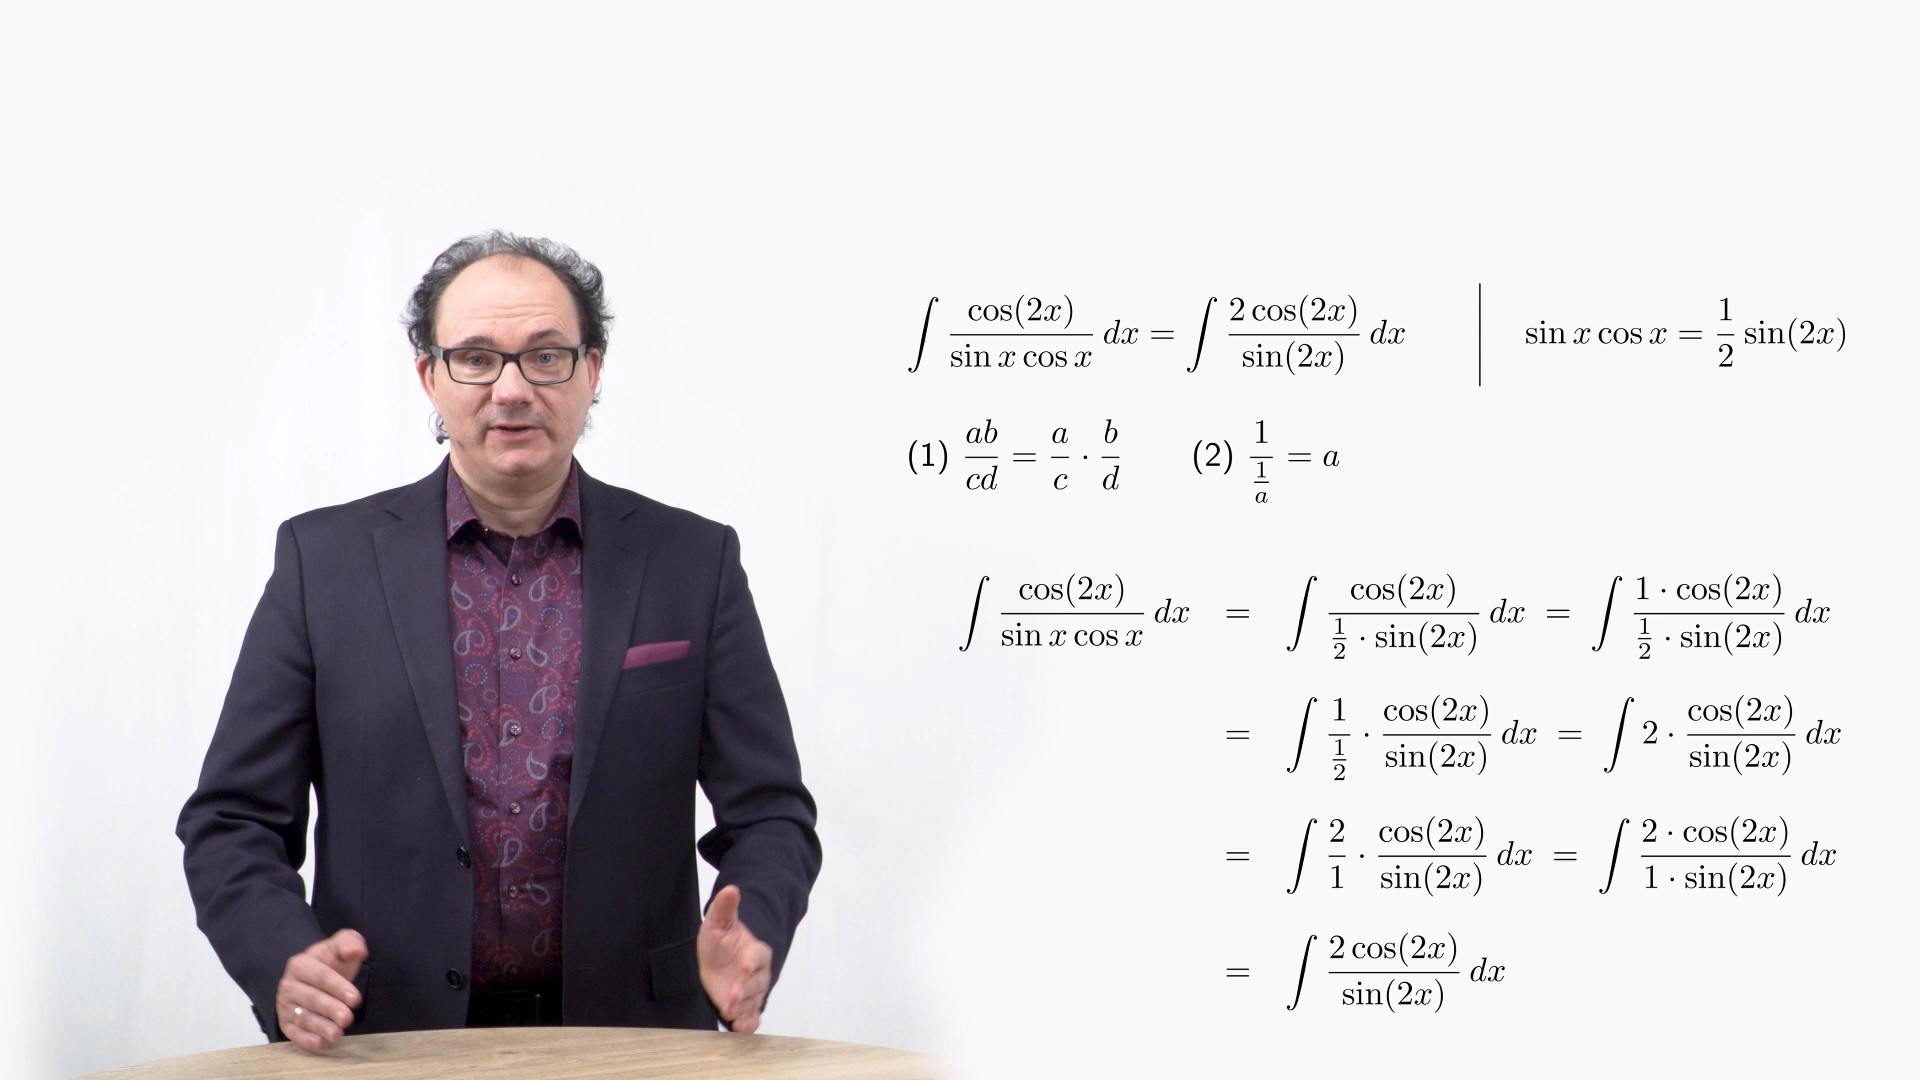 ∫ cos(2x)/(sin x cos x) dx = ∫ 2 cos(2x)/sin(2x) dx | sin x cos x = 1/2 sin(2x)
(1) ab/cd = a/c · b/d (2) 1/(1/a) = a
∫ cos(2x)/(sin x cos x) dx = ∫ cos(2x)/(1/2 · sin(2x)) dx = ∫ (1 · cos(2x))/(1/2 · sin(2x)) dx
= ∫ 1/(1/2) · cos(2x)/sin(2x) dx = ∫ 2 · cos(2x)/sin(2x) dx
= ∫ 2/1 · cos(2x)/sin(2x) dx = ∫ (2 · cos(2x))/(1 · sin(2x)) dx
= ∫ 2 cos(2x)/sin(2x) dx